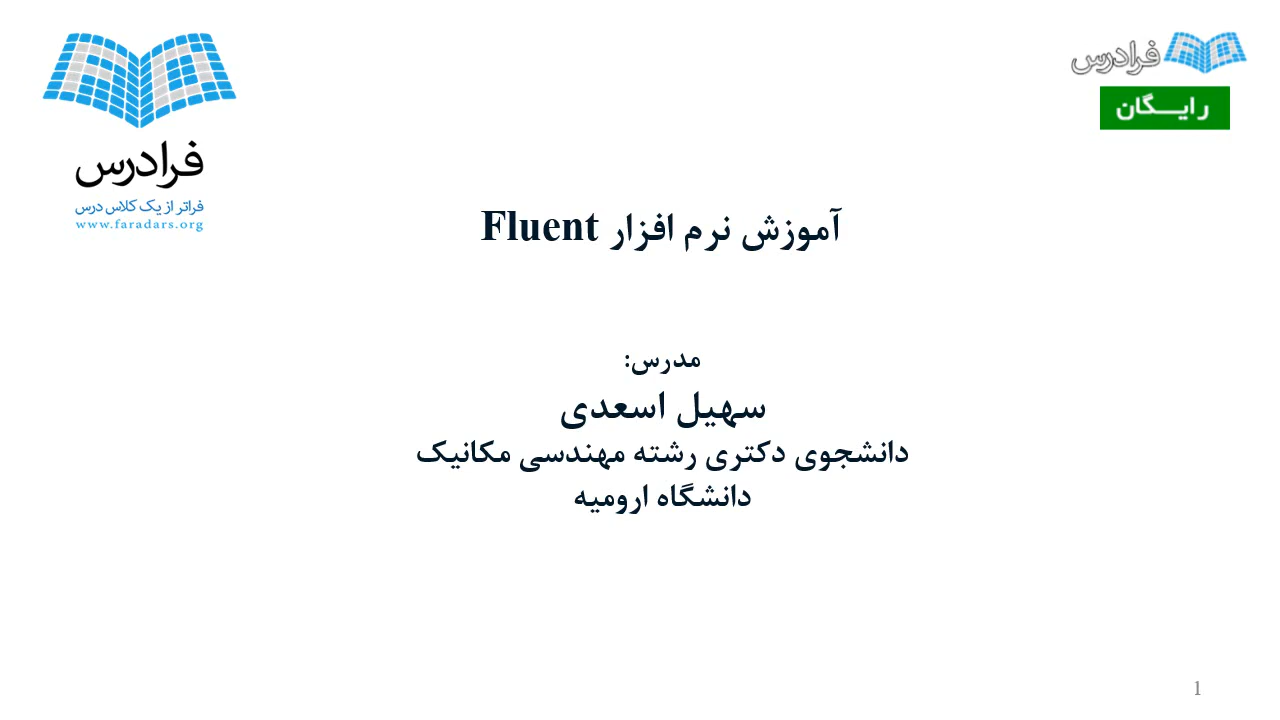 فرادرس
فراتر از یک کلاس درس
www.faradars.org
فرادرس
رایگان
آموزش نرم افزار Fluent
مدرس:
سهیل اسعدی
دانشجوی دکتری رشته مهندسی مکانیک
دانشگاه ارومیه
1